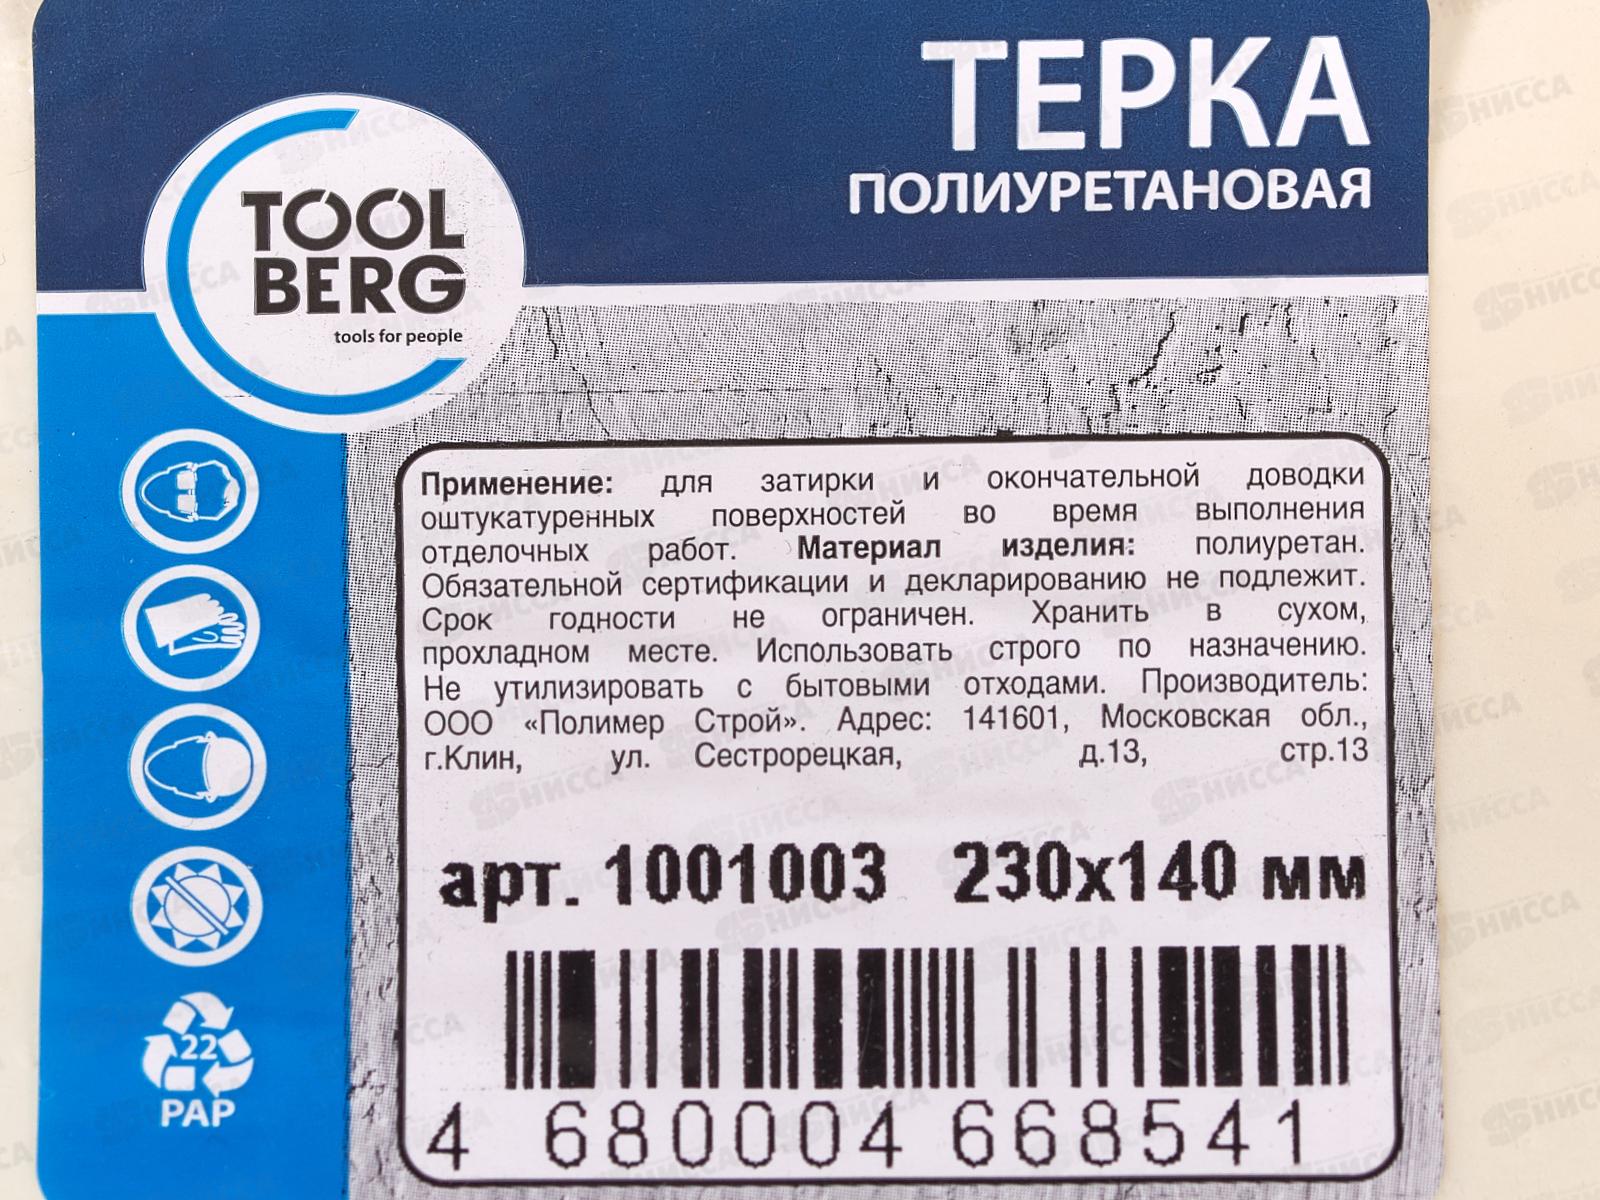 ТЕРКА
ПОЛИУРЕТАНОВАЯ
TOOL
BERG
tools for people
Применение: для затирки и окончательной доводки
оштукатуренных поверхностей во время выполнения
отделочных работ. Материал изделия: полиуретан.
Обязательной сертификации и декларированию не подлежит.
Срок годности не ограничен. Хранить в сухом,
прохладном месте. Использовать строго по назначению.
Не утилизировать с бытовыми отходами. Производитель:
ООО «Полимер Строй». Адрес: 141601, Московская обл.,
г.Клин, ул. Сестрорецкая, д.13, стр.13
арт. 1001003 230х140 мм
4 680004 668541
22
PAP